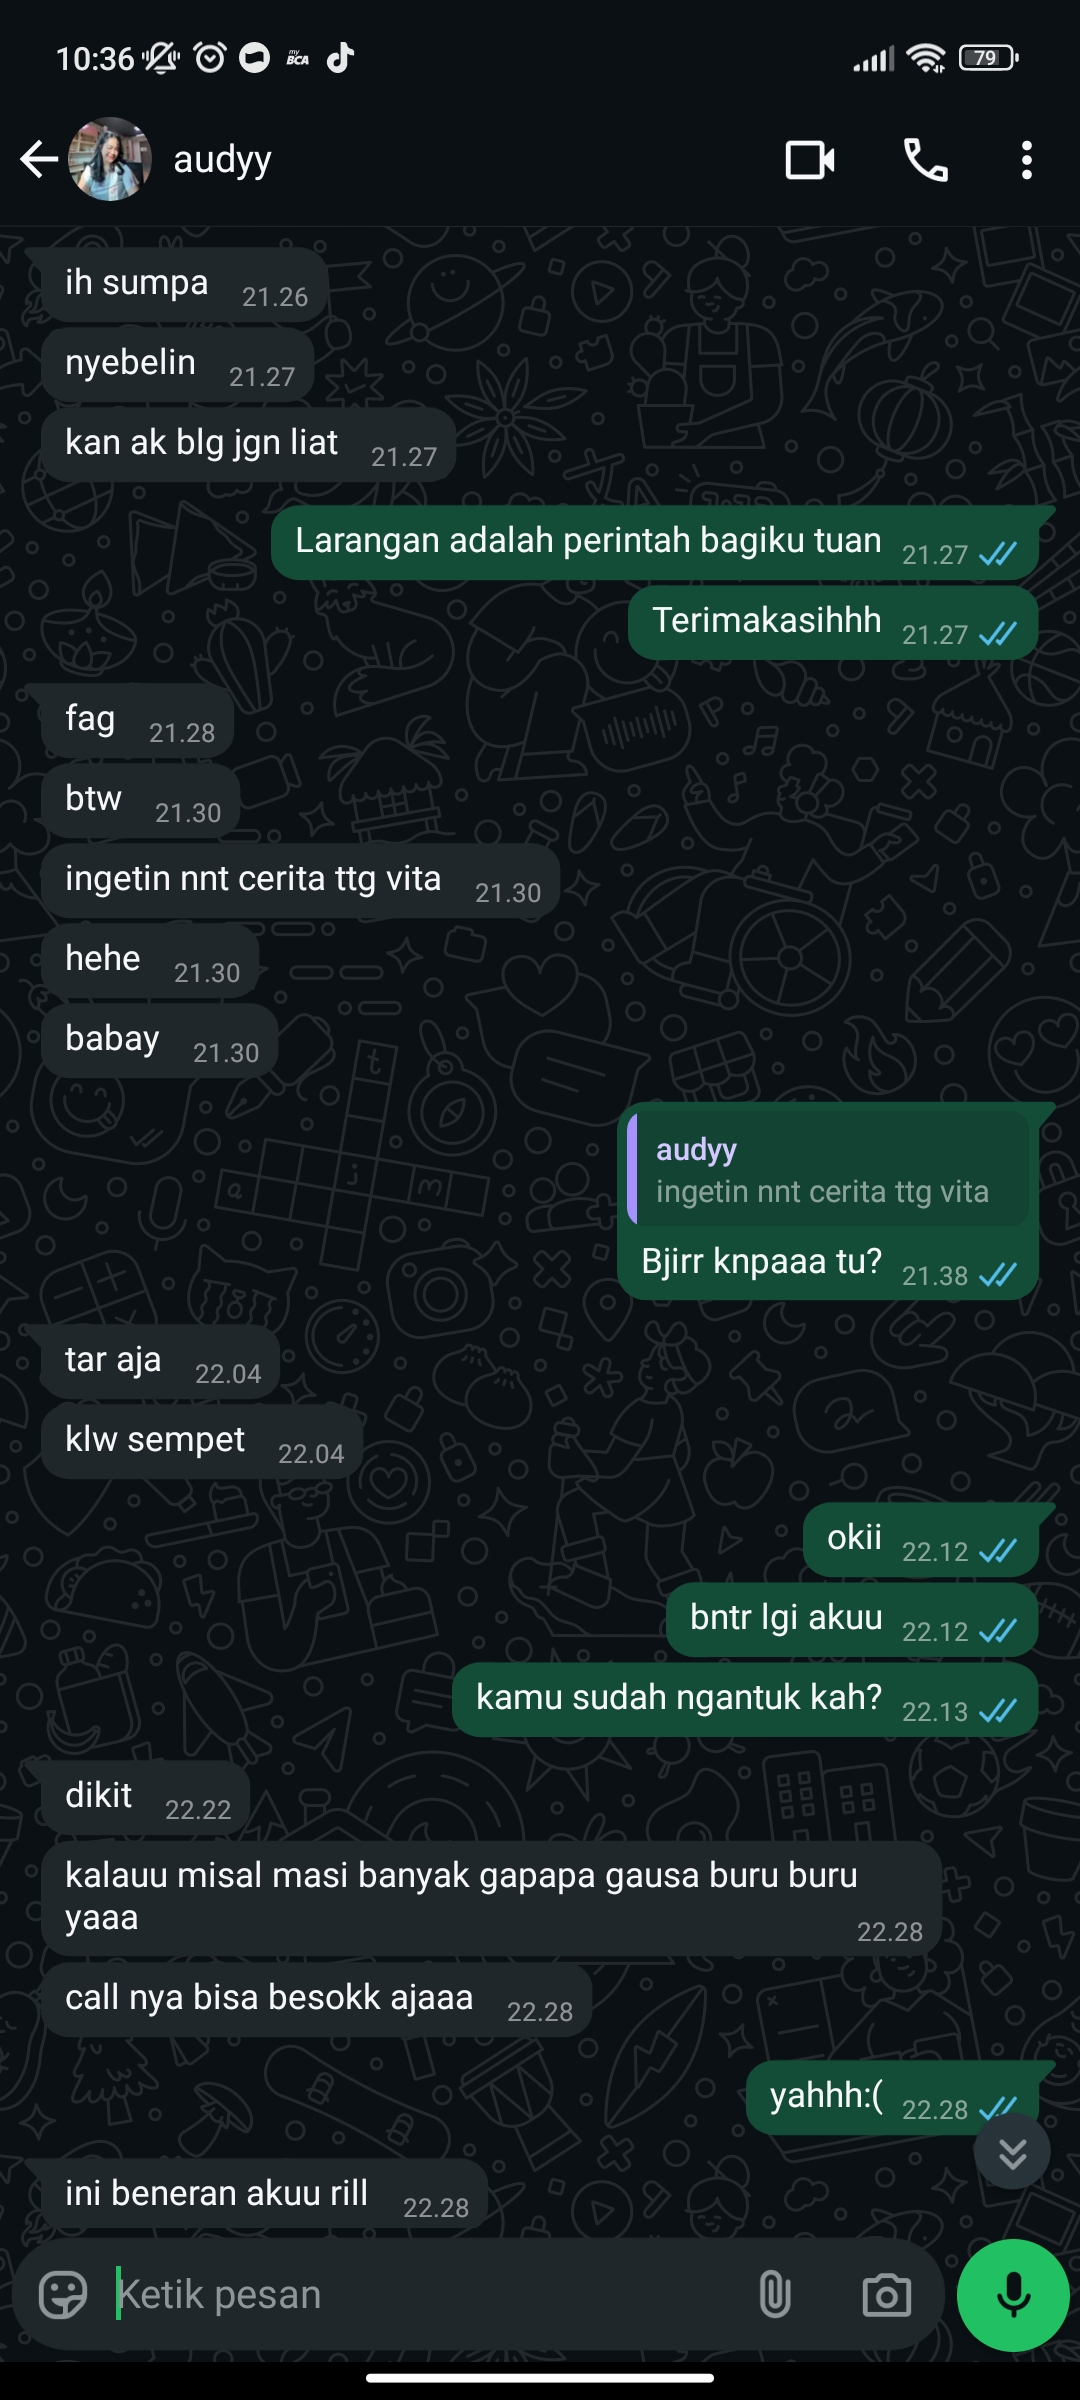 10:36
my
BCA
79
audyy
ih sumpa 21.26
nyebelin 21.27
kan ak blg jgn liat 21.27
Larangan adalah perintah bagiku tuan 21.27
Terimakasihhh 21.27
fag 21.28
btw 21.30
ingetin nnt cerita ttg vita 21.30
hehe 21.30
babay 21.30
audyy
ingetin nnt cerita ttg vita
Bjirr knpaaa tu? 21.38
tar aja 22.04
klw sempet 22.04
okii 22.12
bntr lgi akuu 22.12
kamu sudah ngantuk kah? 22.13
dikit 22.22
kalauu misal masi banyak gapapa gausa buru buru
yaaa 22.28
call nya bisa besokk ajaaa 22.28
yahhh:( 22.28
ini beneran akuu rill 22.28
Ketik pesan